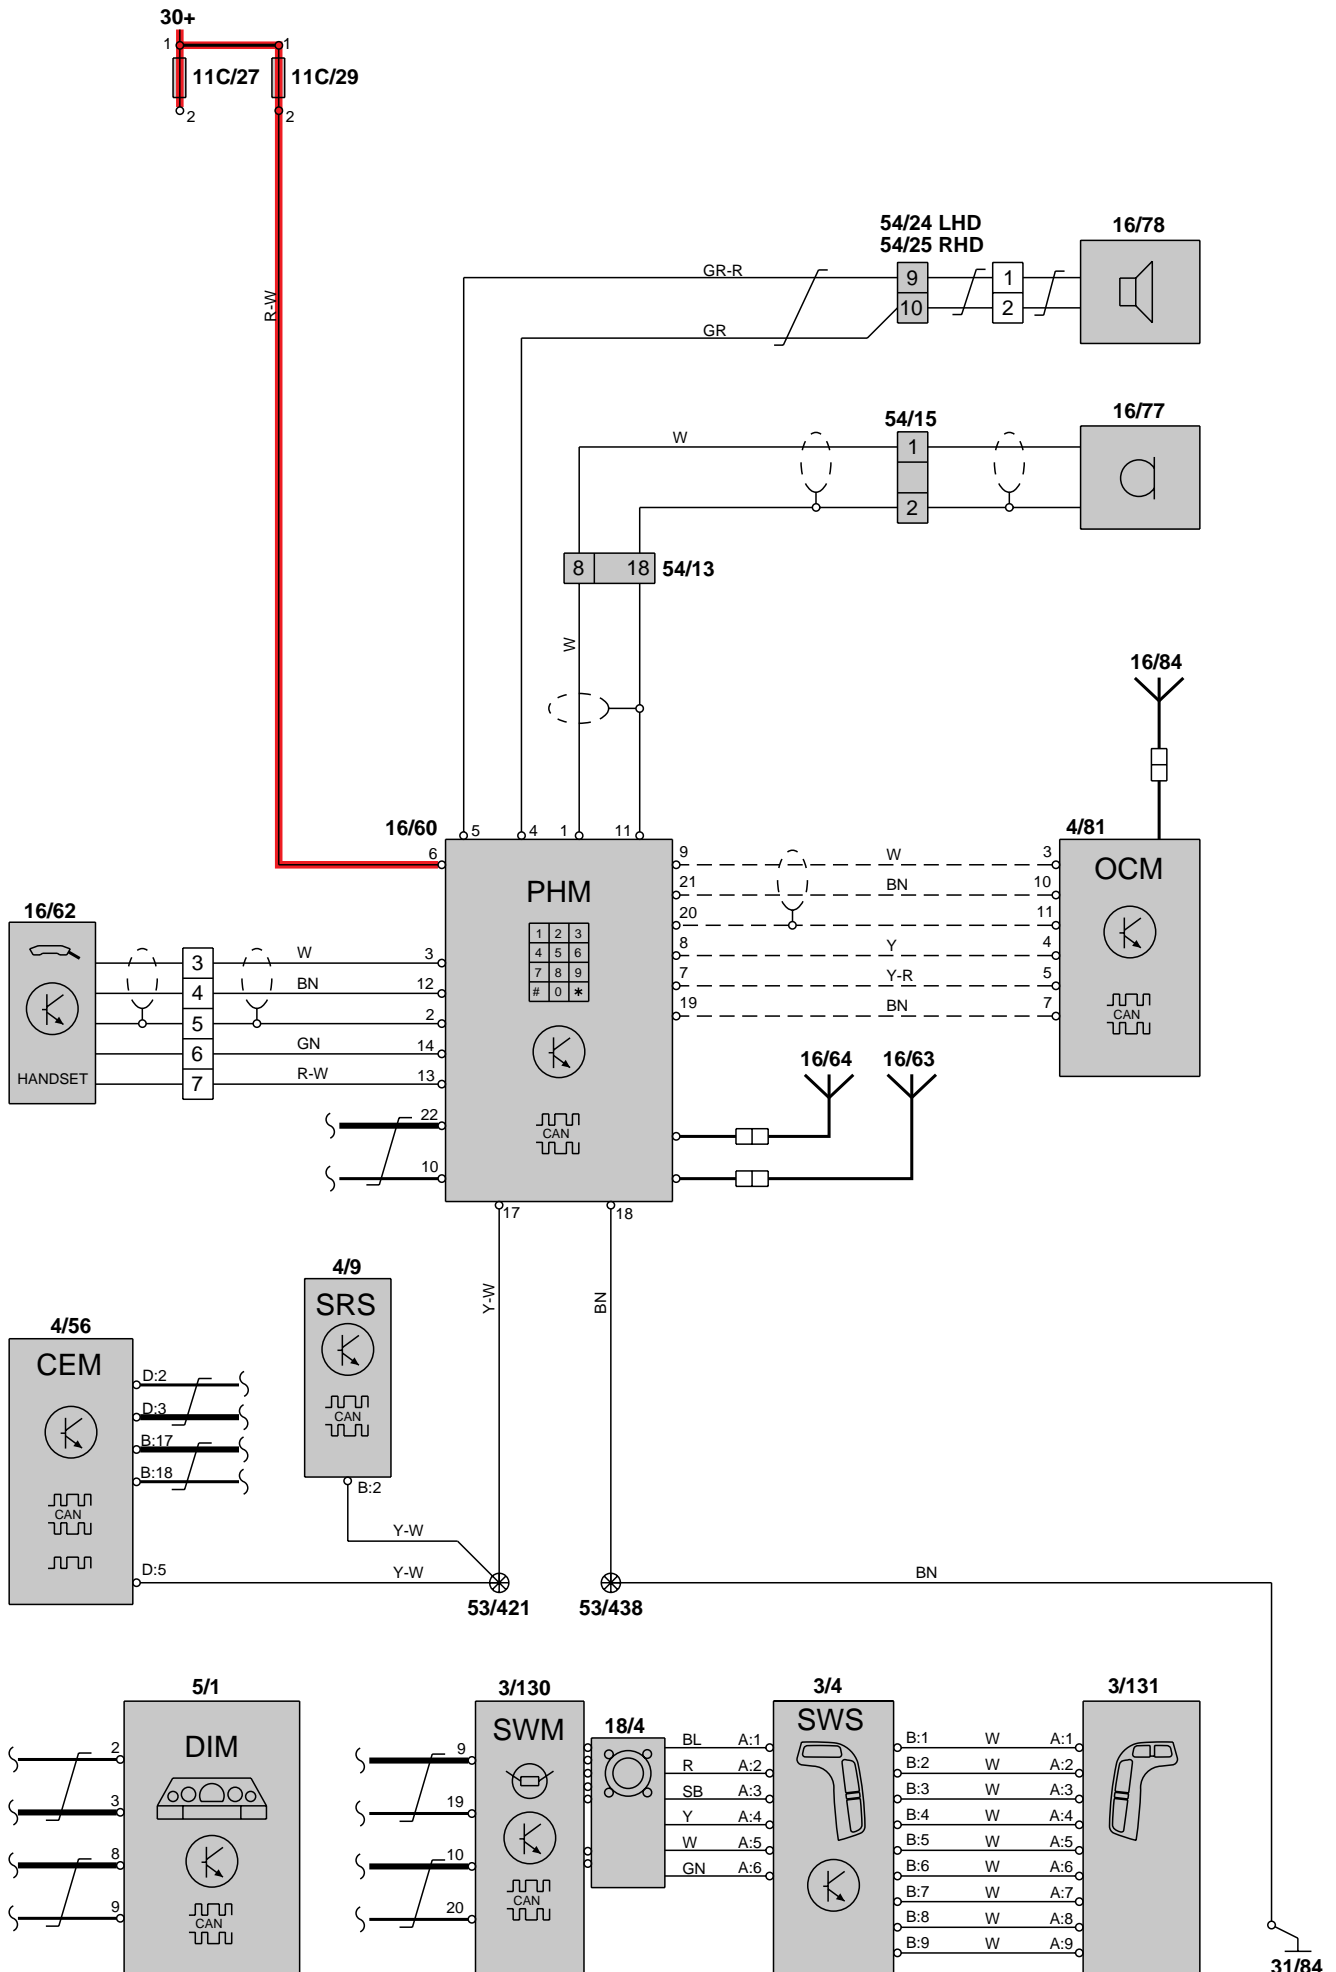 30+
1 1
11C/27 11C/29
2 2
R-W
54/24 LHD 16/78
54/25 RHD
GR-R 9 1
GR 10 2
54/15 16/77
W 1
2
8 18 54/13
W
16/84
16/60 5 4 1 11 4/81
6 PHM 9 W 3 OCM
21 BN 10
1 2 3
4 5 6
7 8 9
# 0 *
20 11
8 Y 4
7 Y-R 5
19 BN 7
CAN
16/62
3 W 3
4 BN 12
5 2
6 GN 14
HANDSET 7 R-W 13
22
10
CAN
16/64 16/63
17 18
Y-W BN
4/9
SRS
CAN
B:2
4/56
CEM
D:2
D:3
B:17
B:18
CAN
Y-W
D:5 Y-W BN
53/421 53/438
5/1 3/130 18/4 3/4 3/131
DIM SWM SWS
2
3
8
9
CAN
9
19
10
20
CAN
BL A:1 B:1 W A:1
R A:2 B:2 W A:2
SB A:3 B:3 W A:3
Y A:4 B:4 W A:4
W A:5 B:5 W A:5
GN A:6 B:6 W A:6
B:7 W A:7
B:8 W A:8
B:9 W A:9
31/84